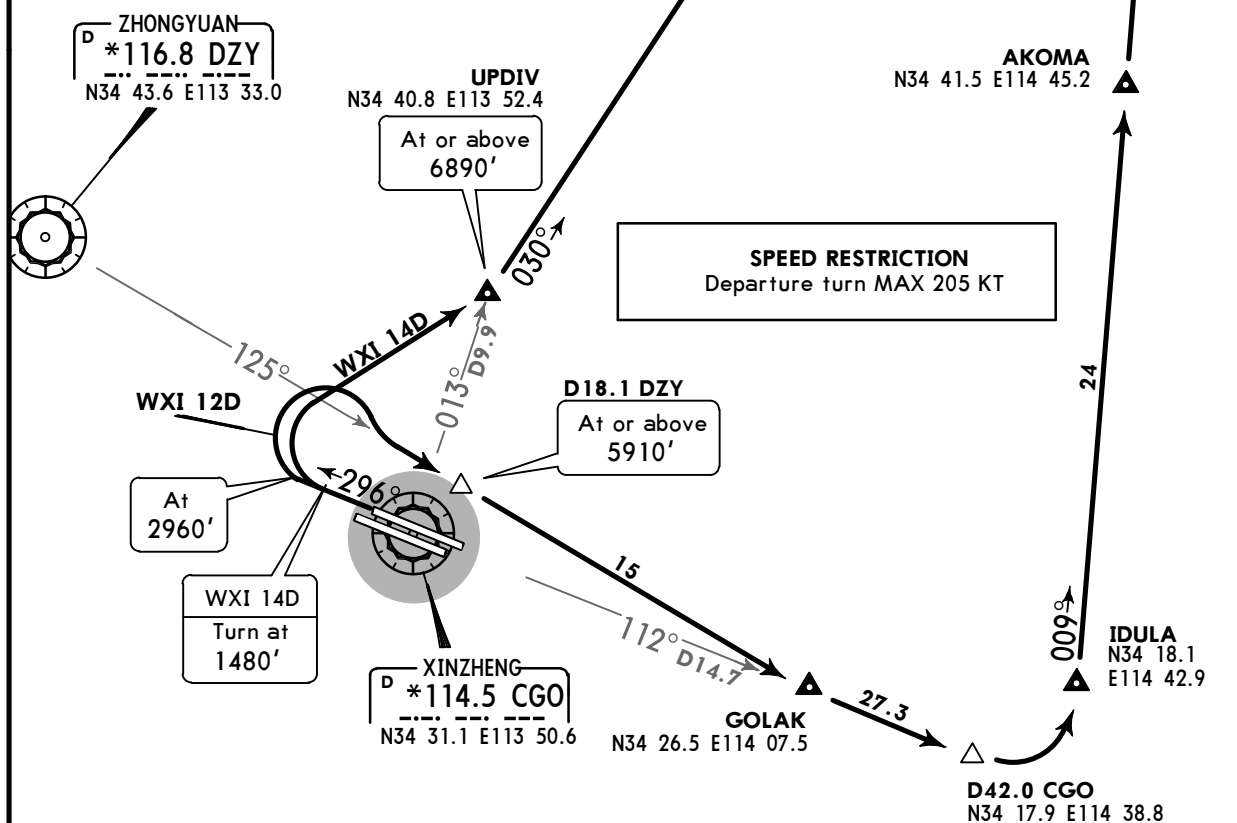 ZHONGYUAN
D *116.8 DZY
N34 43.6 E113 33.0
UPDIV
N34 40.8 E113 52.4
At or above
6890'
AKOMA
N34 41.5 E114 45.2
030°
SPEED RESTRICTION
Departure turn MAX 205 KT
WXI 14D
D9.9
013°
125°
WXI 12D
D18.1 DZY
At or above
5910'
24
296°
At
2960'
15
WXI 14D
Turn at
1480'
112°
D14.7
009°
IDULA
N34 18.1
E114 42.9
XINZHENG
D *114.5 CGO
N34 31.1 E113 50.6
GOLAK
N34 26.5 E114 07.5
27.3
D42.0 CGO
N34 17.9 E114 38.8